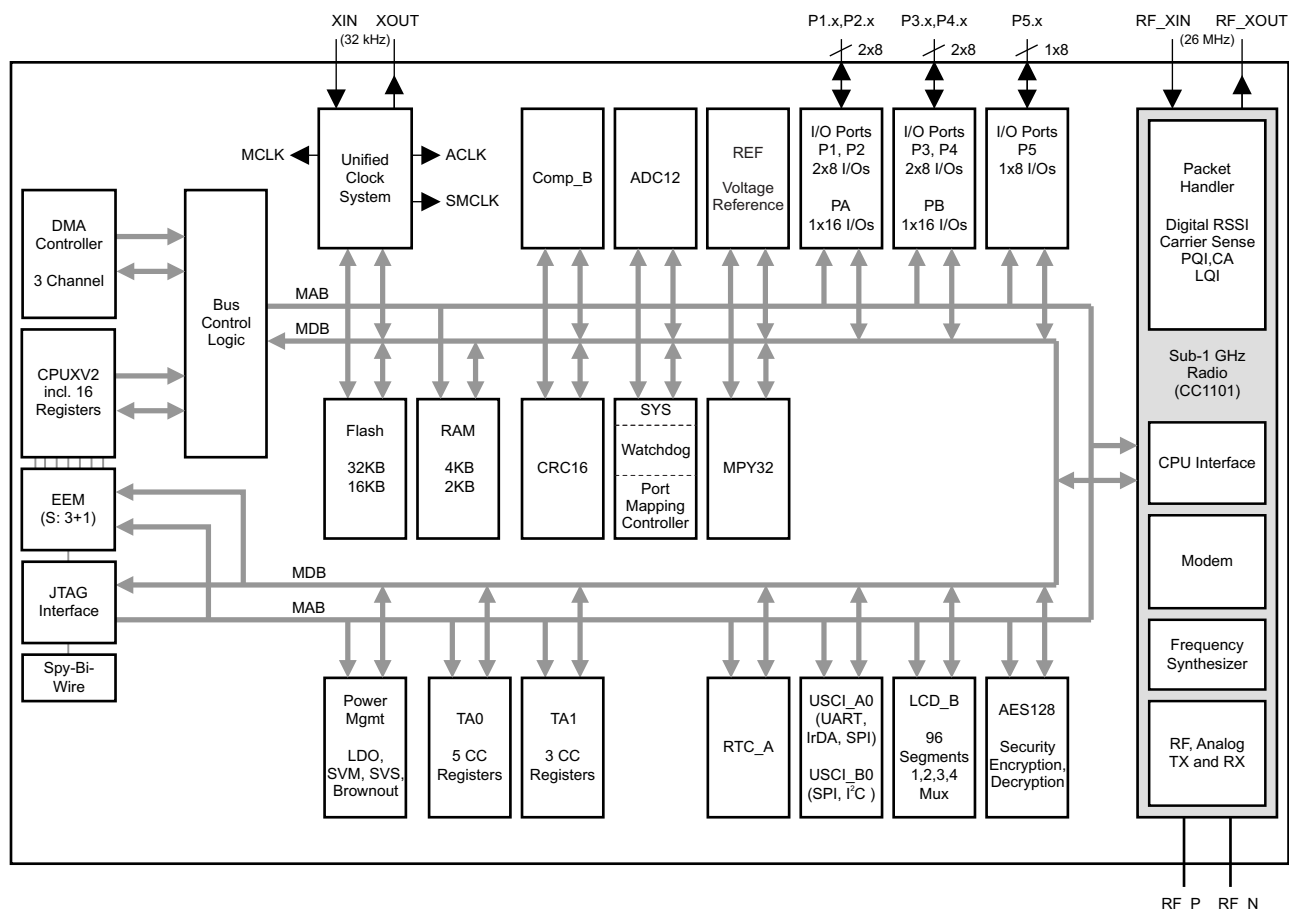 XIN XOUT
(32 kHz)
P1.x,P2.x
2x8
P3.x,P4.x
2x8
P5.x
1x8
RF_XIN RF_XOUT
(26 MHz)
MCLK
Unified
Clock
System
ACLK
SMCLK
Comp_B
ADC12
REF
Voltage
Reference
I/O Ports
P1, P2
2x8 I/Os
PA
1x16 I/Os
I/O Ports
P3, P4
2x8 I/Os
PB
1x16 I/Os
I/O Ports
P5
1x8 I/Os
Packet
Handler
Digital RSSI
Carrier Sense
PQI,CA
LQI
DMA
Controller
3 Channel
Bus
Control
Logic
MAB
MDB
CPUXV2
incl. 16
Registers
Sub-1 GHz
Radio
(CC1101)
Flash
32KB
16KB
RAM
4KB
2KB
CRC16
SYS
Watchdog
Port
Mapping
Controller
MPY32
CPU Interface
EEM
(S: 3+1)
Modem
JTAG
Interface
MDB
MAB
Spy-Bi-
Wire
Frequency
Synthesizer
Power
Mgmt
LDO,
SVM, SVS,
Brownout
TA0
5 CC
Registers
TA1
3 CC
Registers
RTC_A
USCI_A0
(UART,
IrDA, SPI)
USCI_B0
(SPI, I²C )
LCD_B
96
Segments
1,2,3,4
Mux
AES128
Security
Encryption,
Decryption
RF, Analog
TX and RX
RF_P RF_N